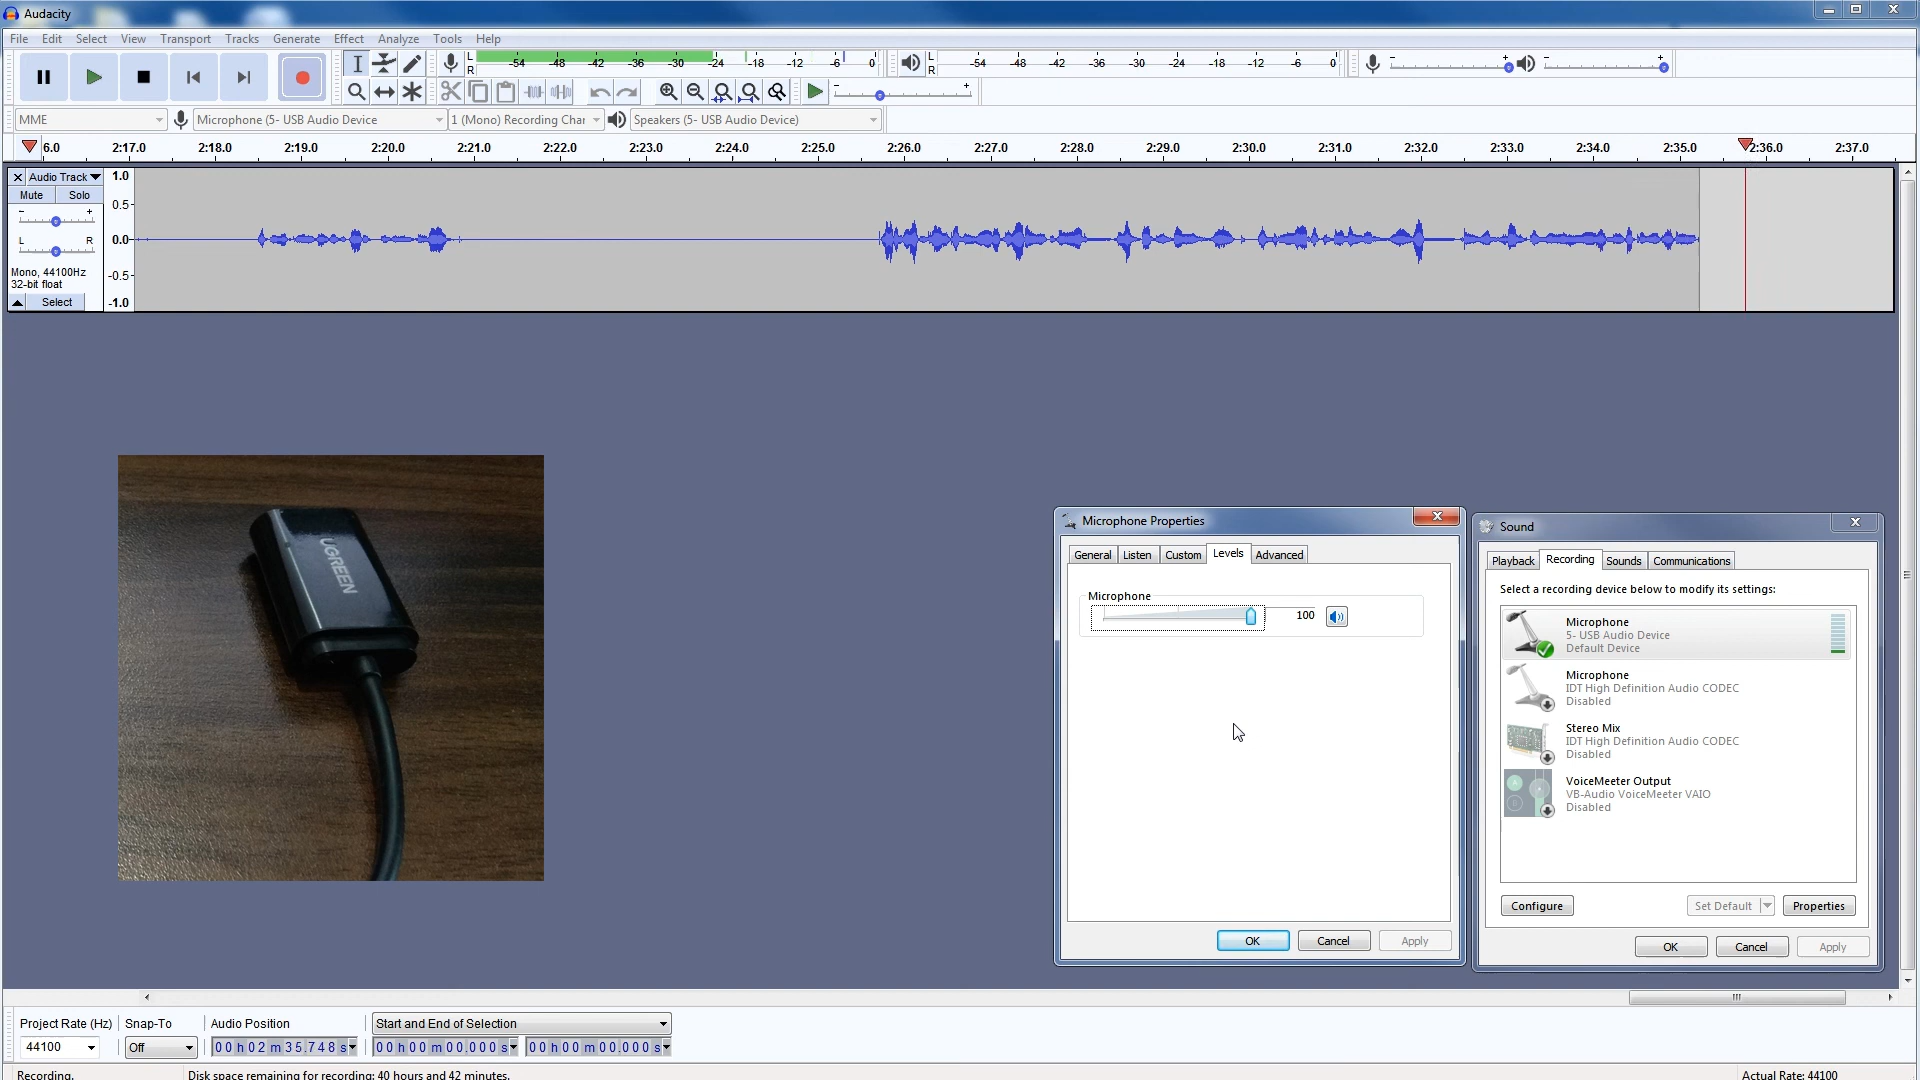 Audacity
File Edit Select View Transport Tracks Generate Effect Analyze Tools Help
L
R
-54 -48 -42 -36 -30 -24 -18 -12 -6 0
L
R
-54 -48 -42 -36 -30 -24 -18 -12 -6 0
- +
- +
- +
MME
Microphone (5- USB Audio Device
1 (Mono) Recording Char
Speakers (5- USB Audio Device)
6.0 2:17.0 2:18.0 2:19.0 2:20.0 2:21.0 2:22.0 2:23.0 2:24.0 2:25.0 2:26.0 2:27.0 2:28.0 2:29.0 2:30.0 2:31.0 2:32.0 2:33.0 2:34.0 2:35.0 2:36.0 2:37.0
Audio Track
Mute Solo
- +
L R
Mono, 44100Hz
32-bit float
Select
1.0
0.5
0.0
-0.5
-1.0
UGREEN
Microphone Properties
General Listen Custom Levels Advanced
Microphone
100
OK Cancel Apply
Sound
Playback Recording Sounds Communications
Select a recording device below to modify its settings:
Microphone
5- USB Audio Device
Default Device
Microphone
IDT High Definition Audio CODEC
Disabled
Stereo Mix
IDT High Definition Audio CODEC
Disabled
VoiceMeeter Output
VB-Audio VoiceMeeter VAIO
Disabled
Configure Set Default Properties
OK Cancel Apply
Project Rate (Hz) Snap-To Audio Position Start and End of Selection
44100 Off 00 h 02 m 35.748 s 00 h 00 m 00.000 s 00 h 00 m 00.000 s
Recording. Disk space remaining for recording: 40 hours and 42 minutes. Actual Rate: 44100